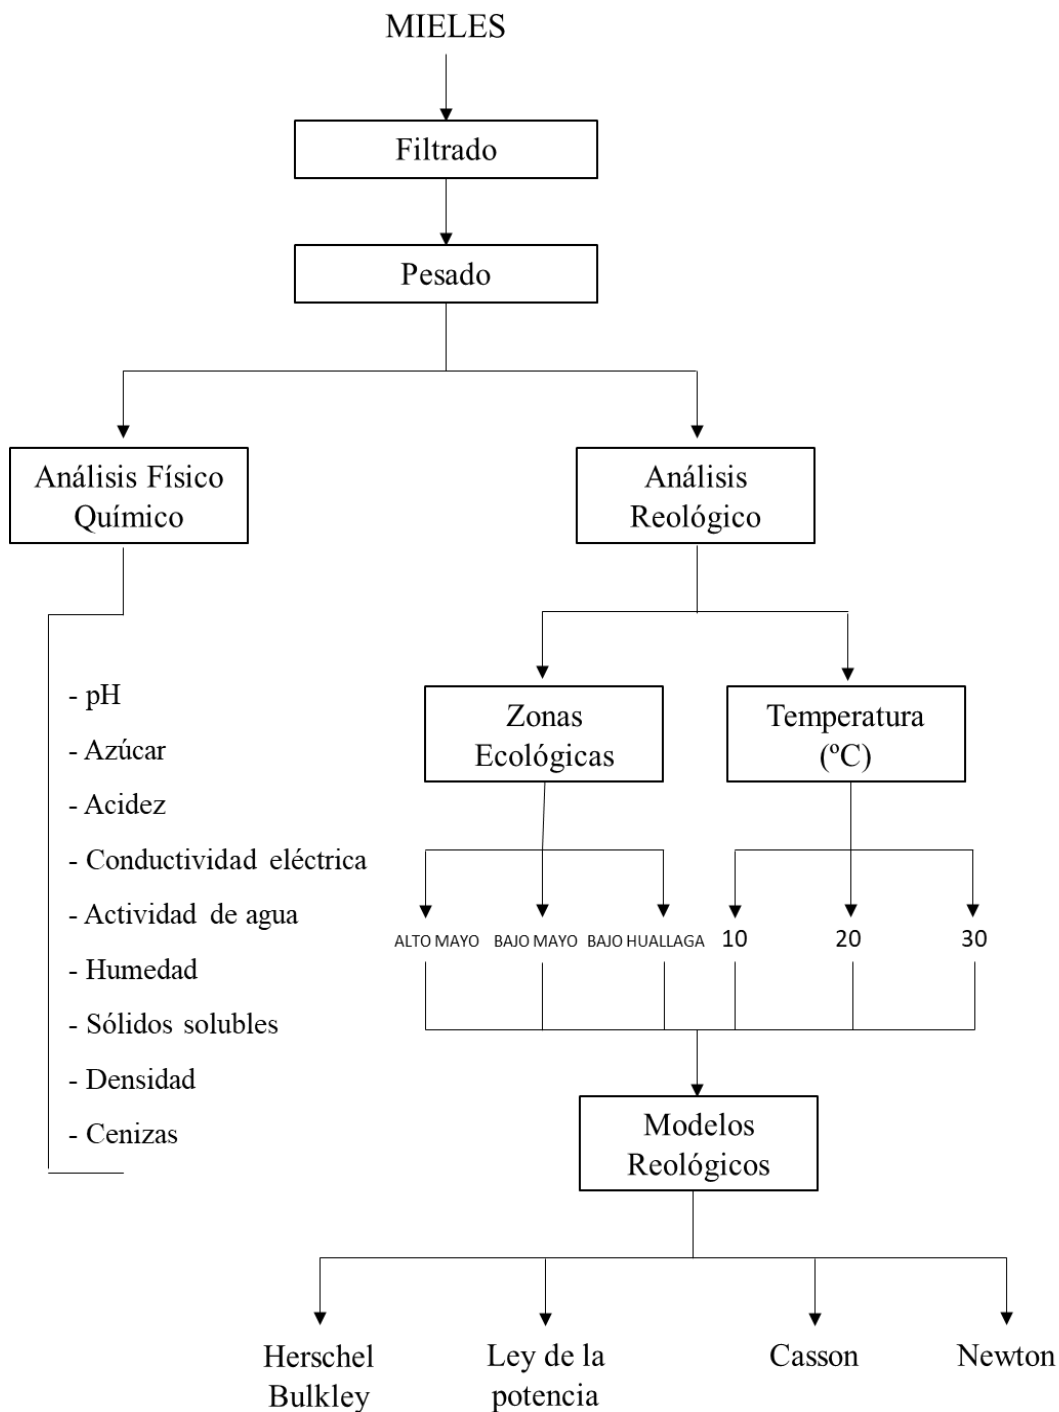 MIELES
Filtrado
Pesado
Análisis Físico
Químico
Análisis
Reológico
- pH
- Azúcar
- Acidez
- Conductividad eléctrica
- Actividad de agua
- Humedad
- Sólidos solubles
- Densidad
- Cenizas
Zonas
Ecológicas
Temperatura
(ºC)
ALTO MAYO BAJO MAYO BAJO HUALLAGA 10 20 30
Modelos
Reológicos
Herschel
Bulkley
Ley de la
potencia
Casson
Newton